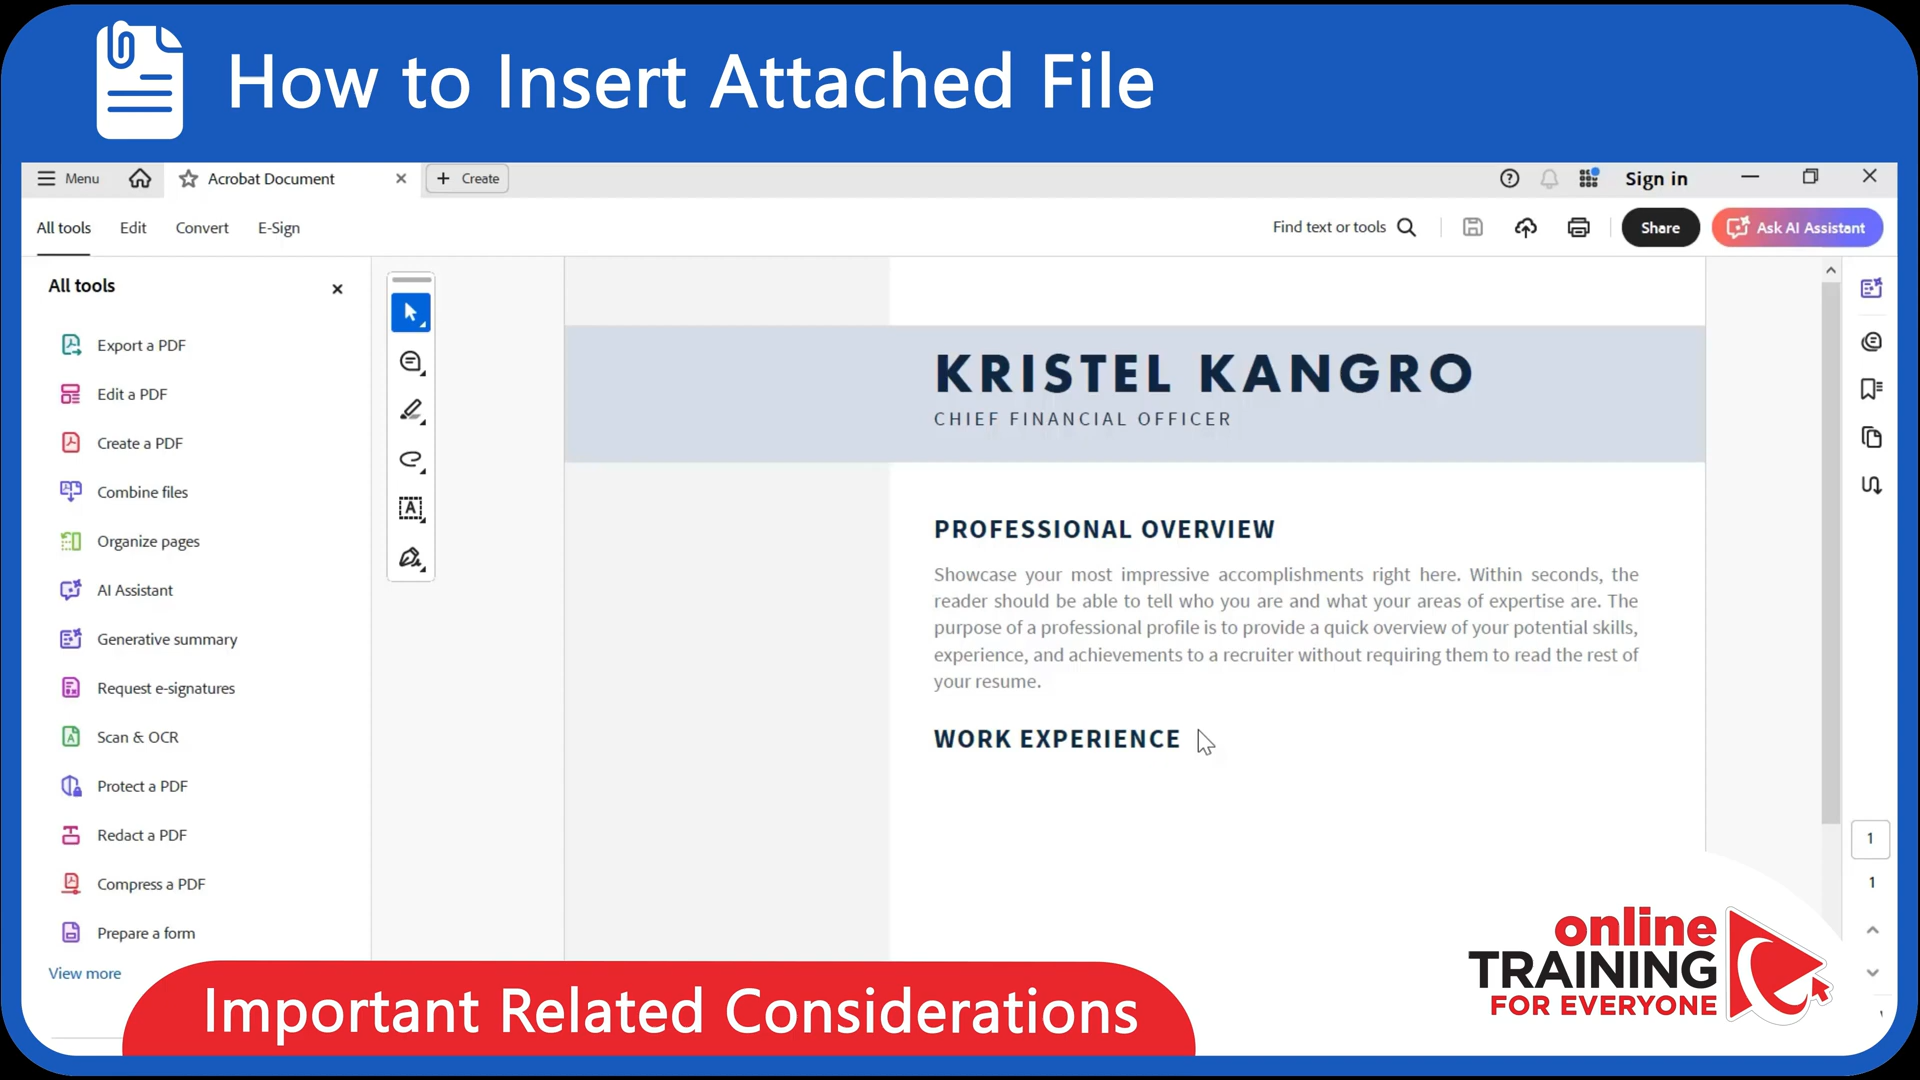 How to Insert Attached File
Menu
Acrobat Document
Create
Sign in
All tools
Edit
Convert
E-Sign
Find text or tools
Share
Ask AI Assistant
All tools
Export a PDF
Edit a PDF
Create a PDF
Combine files
Organize pages
AI Assistant
Generative summary
Request e-signatures
Scan & OCR
Protect a PDF
Redact a PDF
Compress a PDF
Prepare a form
View more
A
KRISTEL KANGRO
CHIEF FINANCIAL OFFICER
PROFESSIONAL OVERVIEW
Showcase your most impressive accomplishments right here. Within seconds, the
reader should be able to tell who you are and what your areas of expertise are. The
purpose of a professional profile is to provide a quick overview of your potential skills,
experience, and achievements to a recruiter without requiring them to read the rest of
your resume.
WORK EXPERIENCE
1
1
Important Related Considerations
online
TRAINING
FOR EVERYONE